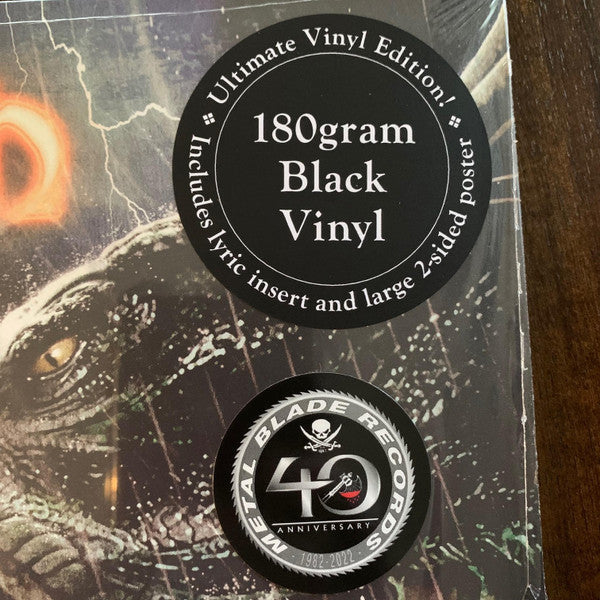 Ultimate Vinyl Edition!
180gram
Black
Vinyl
Includes lyric insert and large 2-sided poster
METAL BLADE RECORDS
40
ANNIVERSARY
· 1982-2022 ·